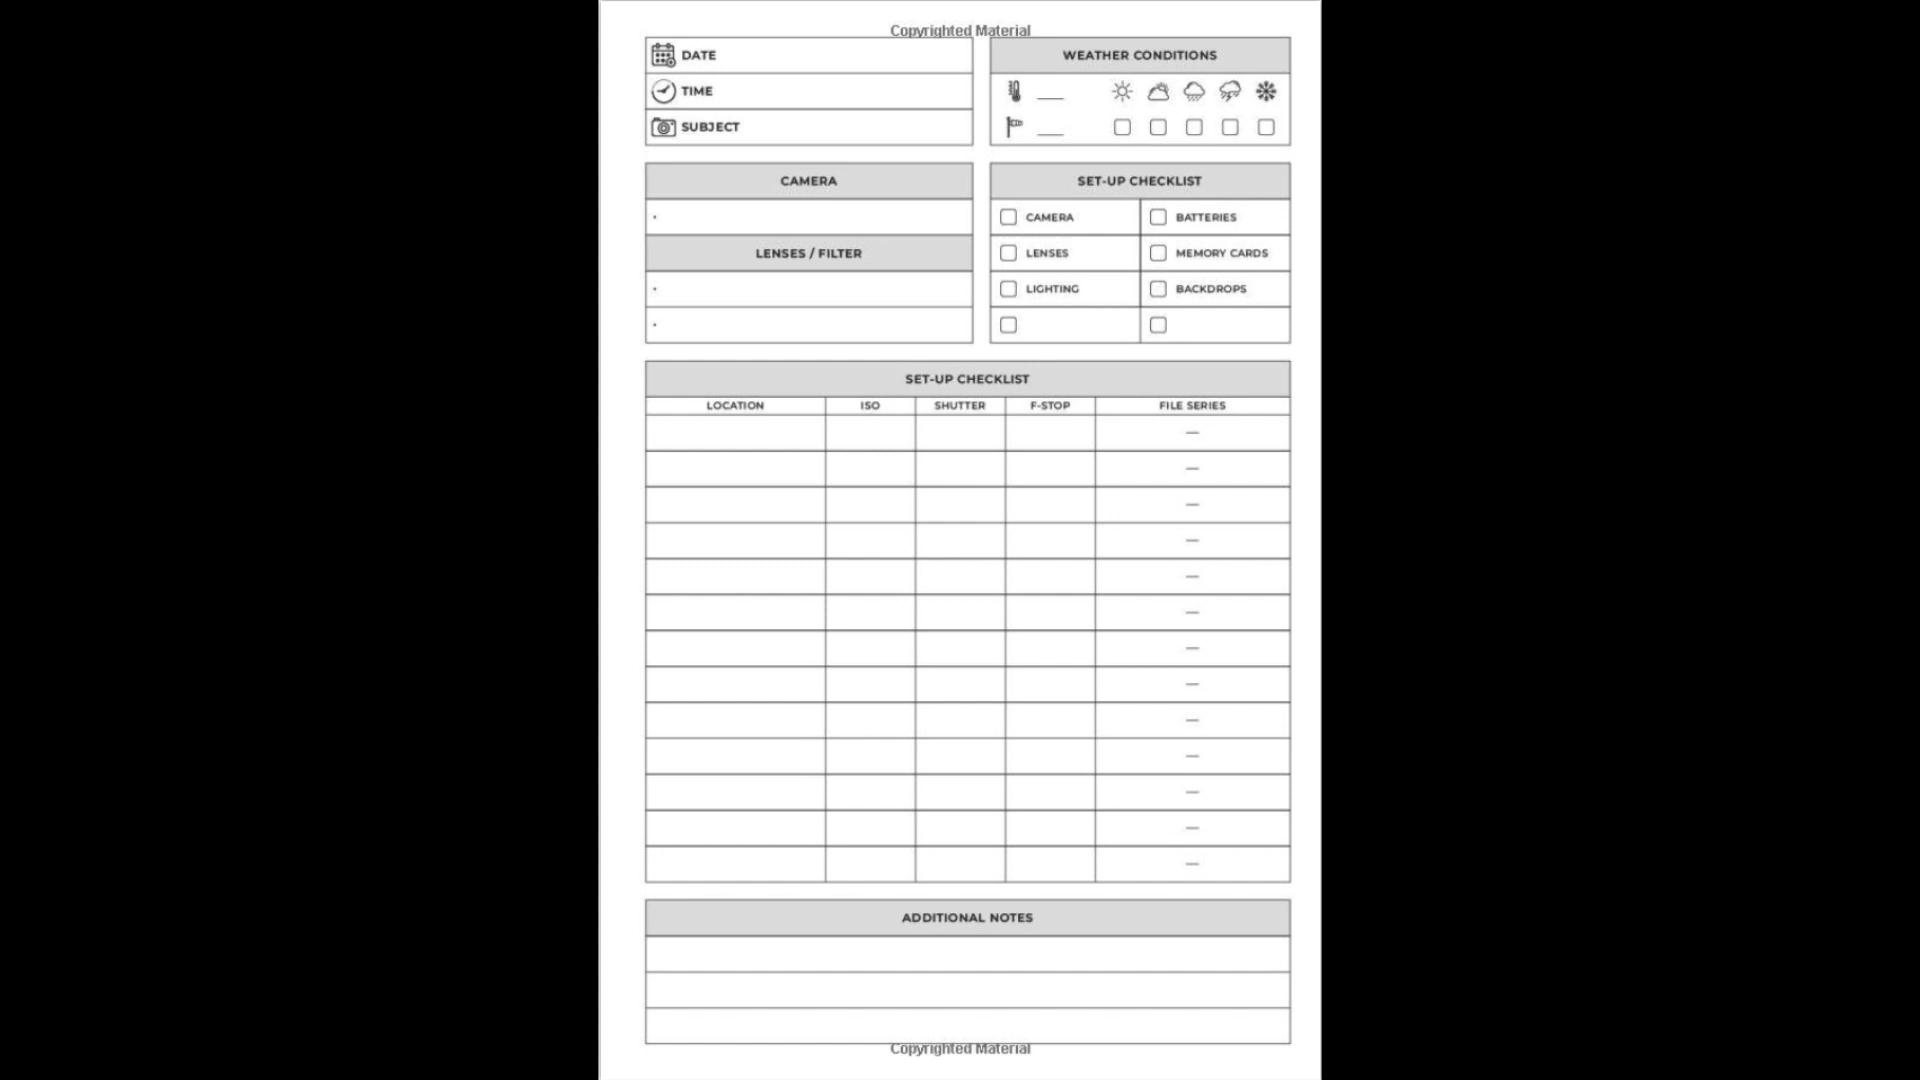 Copyrighted Material
DATE
TIME
SUBJECT
WEATHER CONDITIONS
CAMERA
LENSES / FILTER
SET-UP CHECKLIST
CAMERA BATTERIES
LENSES MEMORY CARDS
LIGHTING BACKDROPS
SET-UP CHECKLIST
LOCATION ISO SHUTTER F-STOP FILE SERIES
ADDITIONAL NOTES
Copyrighted Material